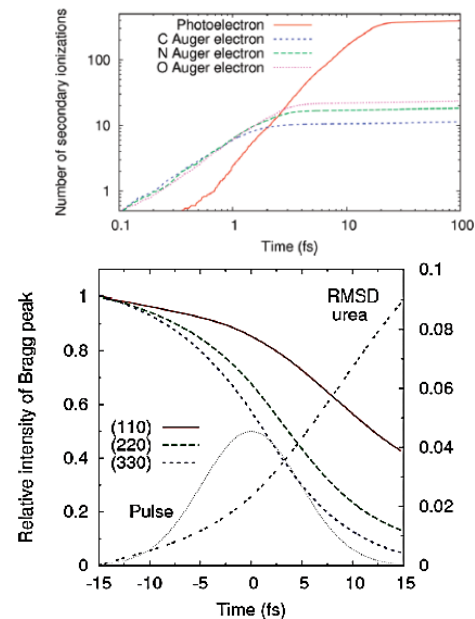 Number of secondary ionizations
Photoelectron
C Auger electron
N Auger electron
O Auger electron
100
10
1
0.1
1
10
100
Time (fs)
Relative Intensity of Bragg peak
1
0.8
0.6
0.4
0.2
0
0.1
0.08
0.06
0.04
0.02
0
RMSD
urea
(110)
(220)
(330)
Pulse
-15
-10
-5
0
5
10
15
Time (fs)